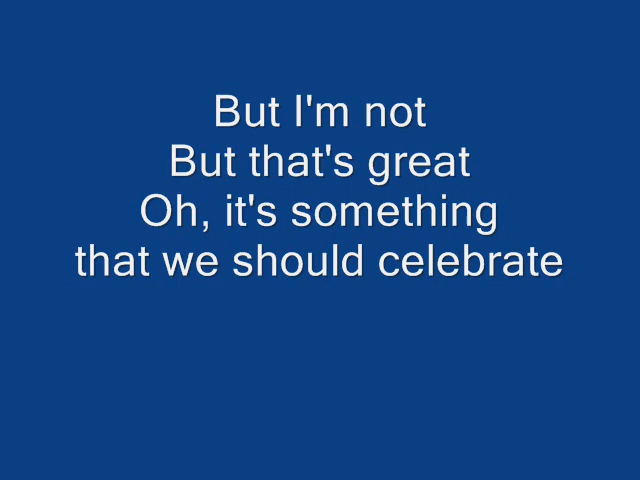 But I'm not
But that's great
Oh, it's something
that we should celebrate